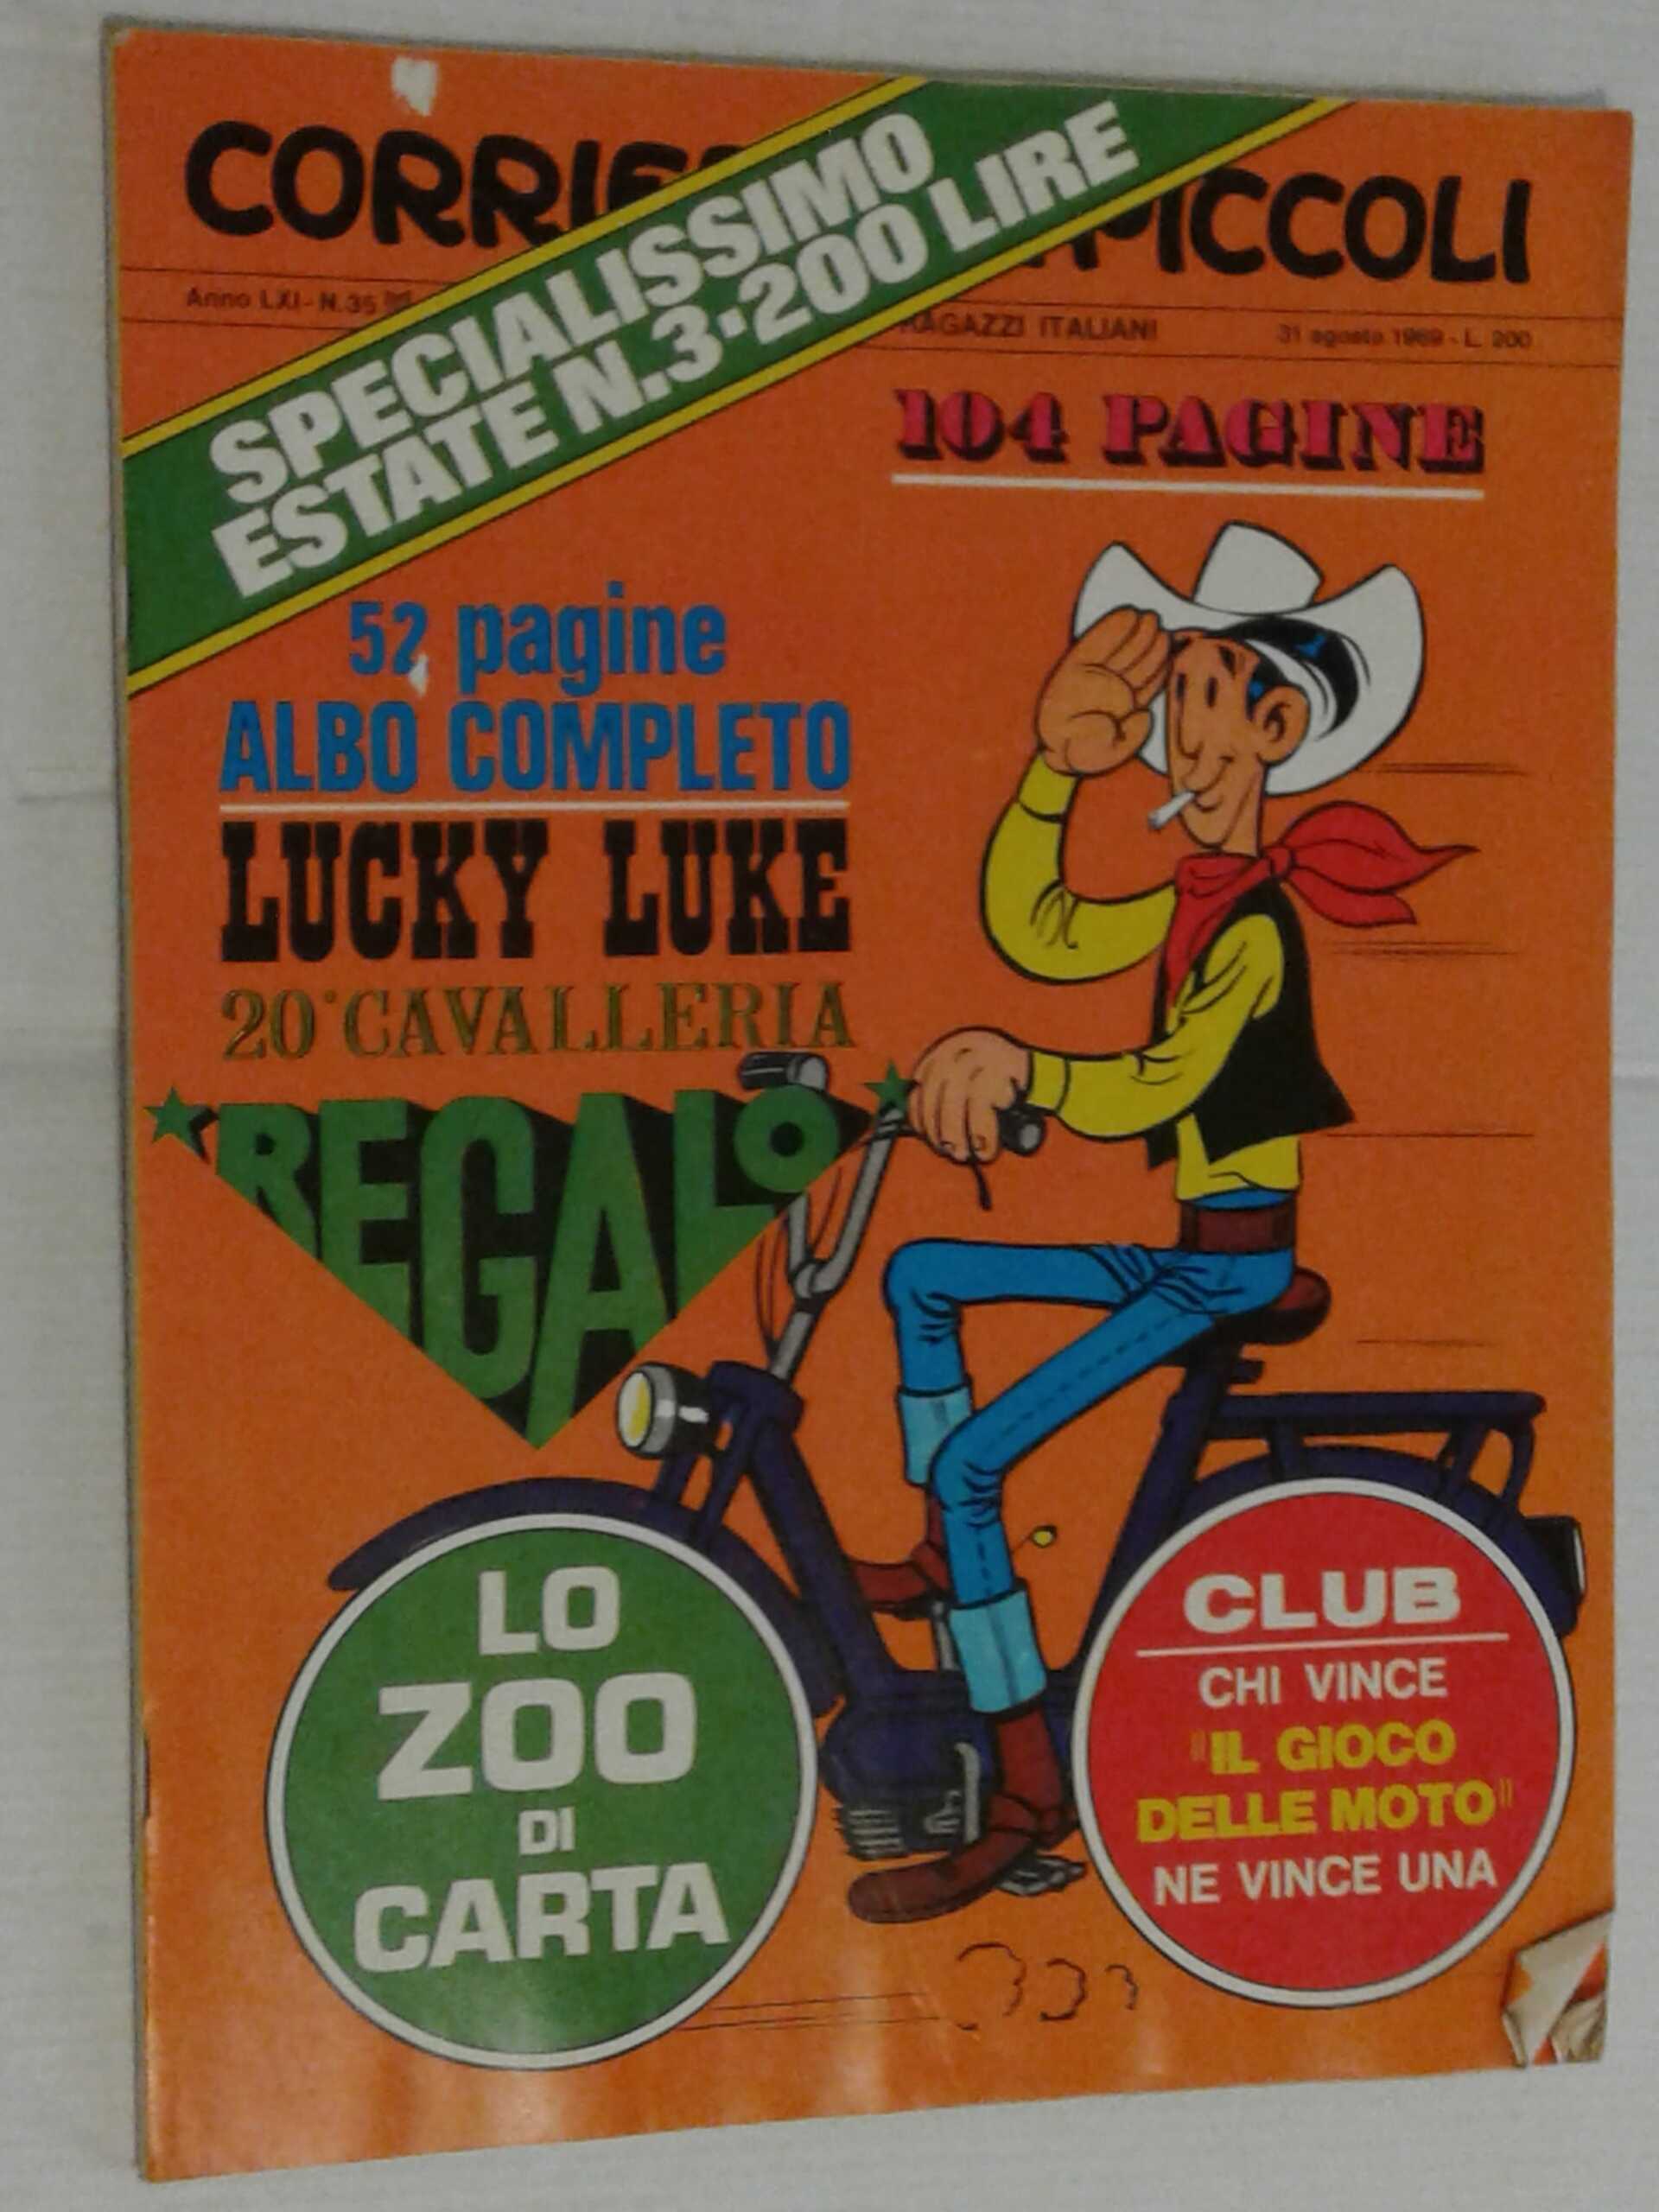 CORRIE PICCOLI
SPECIALISSIMO
ESTATE N.3·200 LIRE
Anno LXI - N.35
RAGAZZI ITALIANI
31 agosto 1969 - L. 200
104 PAGINE
52 pagine
ALBO COMPLETO
LUCKY LUKE
20°CAVALLERIA
REGALO
LO
ZOO
DI
CARTA
CLUB
CHI VINCE
"IL GIOCO
DELLE MOTO"
NE VINCE UNA